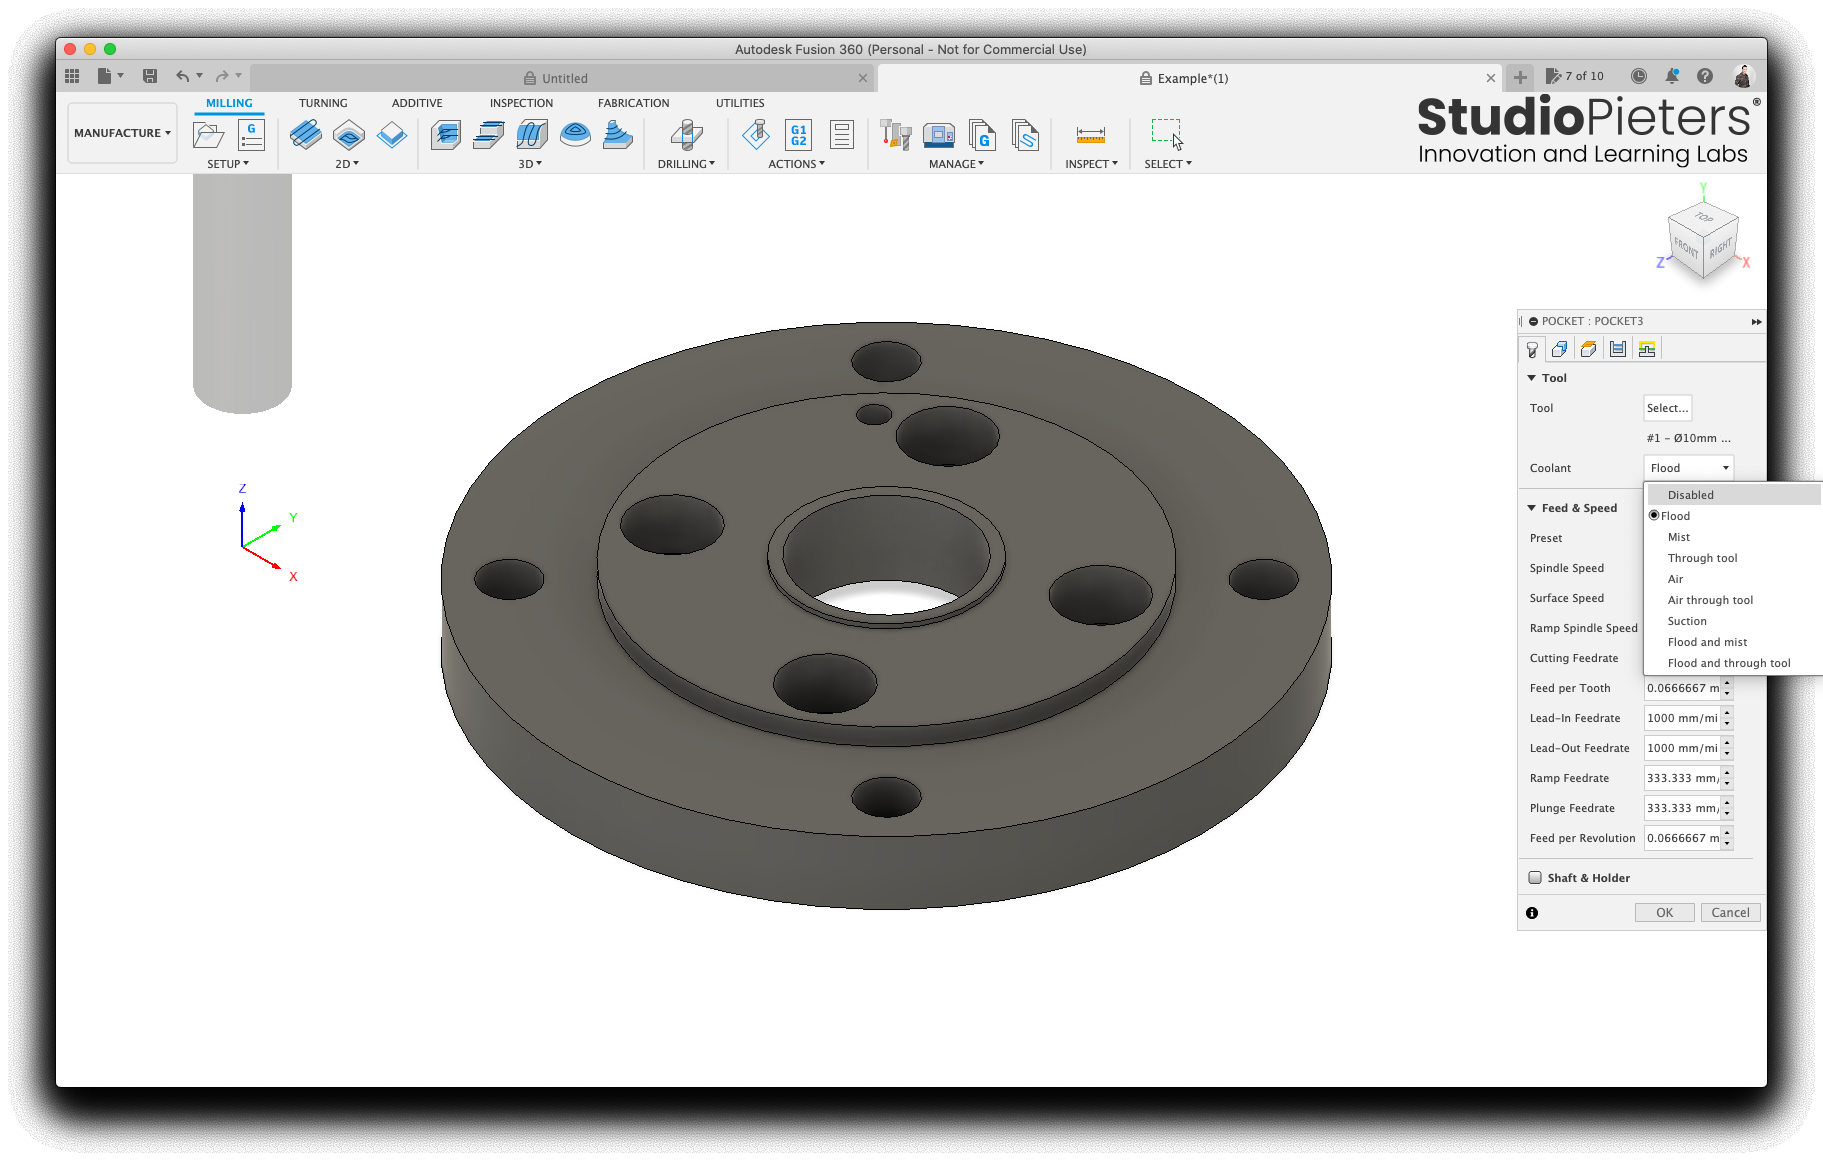 Autodesk Fusion 360 (Personal - Not for Commercial Use)
Untitled
Example*(1)
7 of 10
MILLING TURNING ADDITIVE INSPECTION FABRICATION UTILITIES
MANUFACTURE
G
G1
G2
G
SETUP 2D 3D DRILLING ACTIONS MANAGE INSPECT SELECT
StudioPieters®
Innovation and Learning Labs
Y
TOP
FRONT RIGHT
Z X
Z
Y
X
POCKET : POCKET3
Tool
Tool Select...
#1 - Ø10mm ...
Coolant Flood
Disabled
Flood
Mist
Through tool
Air
Air through tool
Suction
Flood and mist
Flood and through tool
Feed & Speed
Preset
Spindle Speed
Surface Speed
Ramp Spindle Speed
Cutting Feedrate
Feed per Tooth 0.0666667 m
Lead-In Feedrate 1000 mm/mi
Lead-Out Feedrate 1000 mm/mi
Ramp Feedrate 333.333 mm/
Plunge Feedrate 333.333 mm/
Feed per Revolution 0.0666667 m
Shaft & Holder
OK Cancel